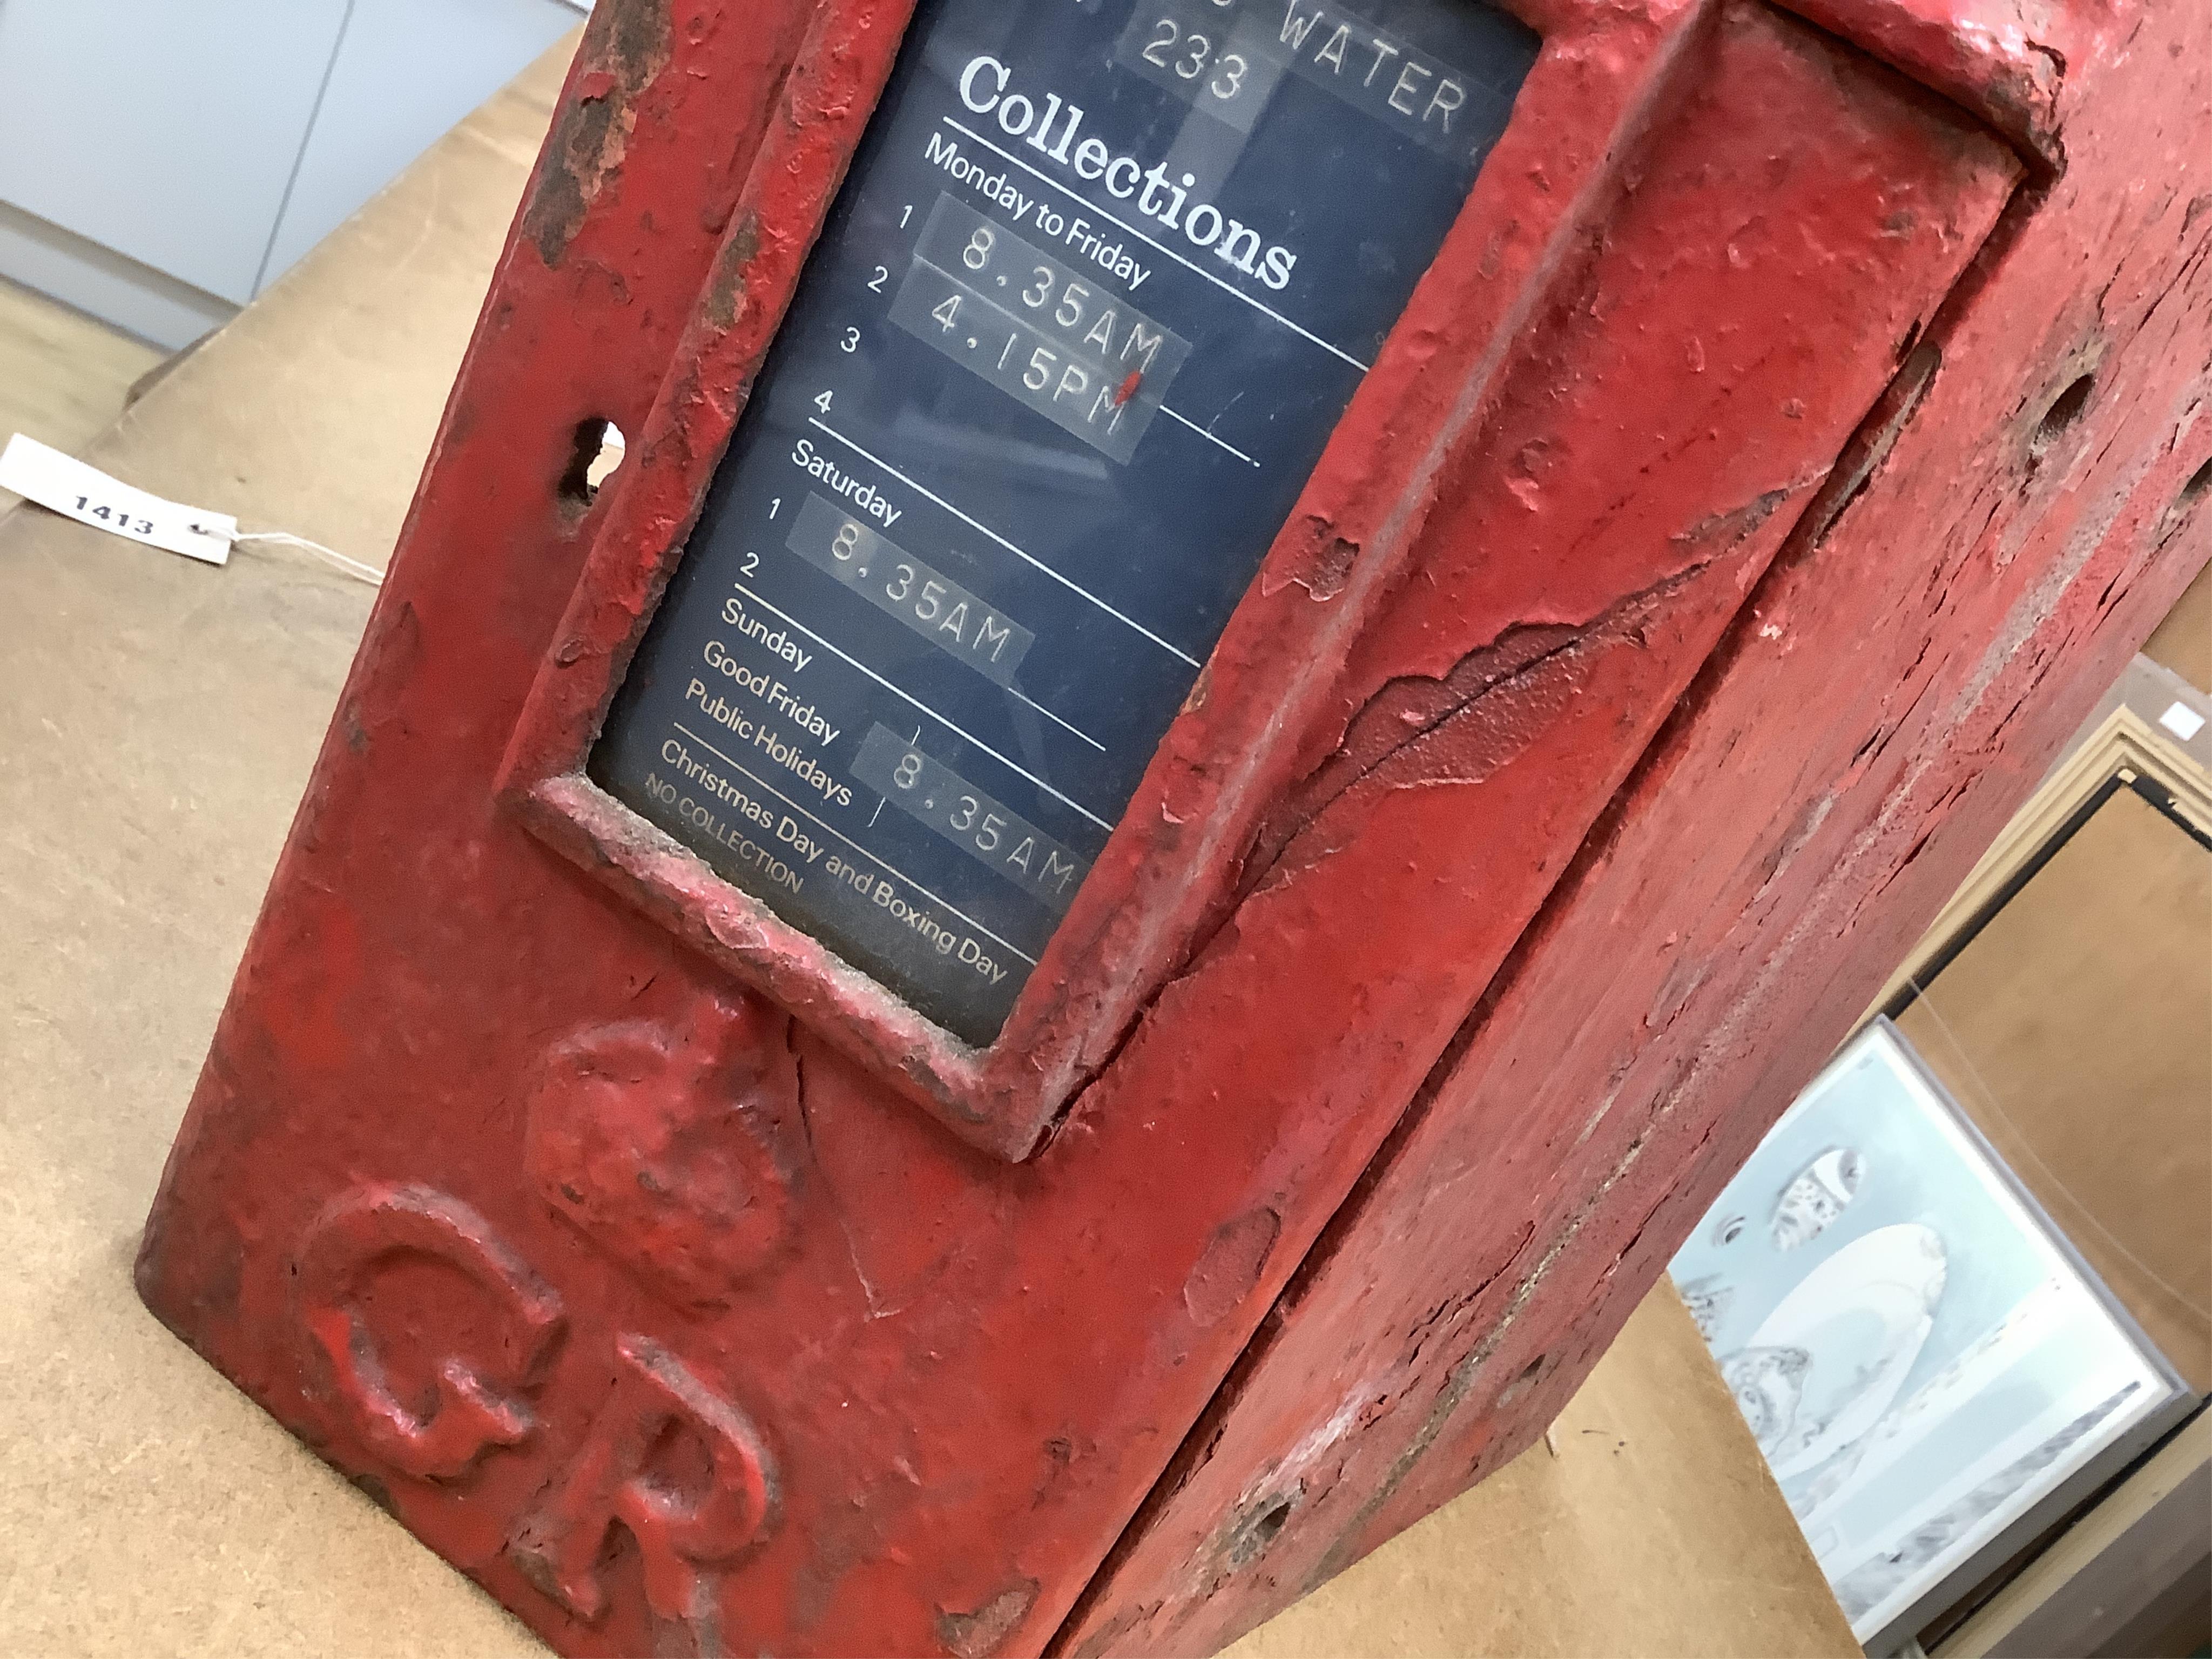 WATER
233
Collections
Monday to Friday
1 8.35AM
2 4.15PM
3
4
Saturday
1 8.35AM
2
Sunday
Good Friday
Public Holidays 8.35AM
Christmas Day and Boxing Day
NO COLLECTION
GR
1413